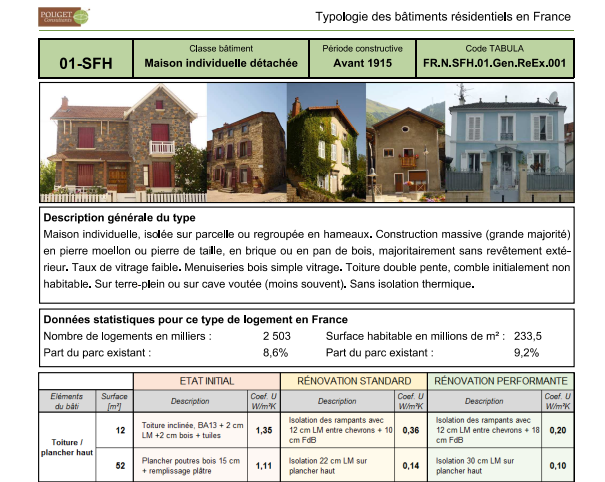 POUGET
Consultants
Typologie des bâtiments résidentiels en France
01-SFH
Classe bâtiment
Maison individuelle détachée
Période constructive
Avant 1915
Code TABULA
FR.N.SFH.01.Gen.ReEx.001
Description générale du type
Maison individuelle, isolée sur parcelle ou regroupée en hameaux. Construction massive (grande majorité)
en pierre moellon ou pierre de taille, en brique ou en pan de bois, majoritairement sans revêtement exté-
rieur. Taux de vitrage faible. Menuiseries bois simple vitrage. Toiture double pente, comble initialement non
habitable. Sur terre-plein ou sur cave voutée (moins souvent). Sans isolation thermique.
Données statistiques pour ce type de logement en France
Nombre de logements en milliers : 2 503 Surface habitable en millions de m² : 233,5
Part du parc existant : 8,6% Part du parc existant : 9,2%
ETAT INITIAL RÉNOVATION STANDARD RÉNOVATION PERFORMANTE
Eléments
du bâti
Surface
[m²]
Description
Coef. U
W/m²K
Description
Coef. U
W/m²K
Description
Coef. U
W/m²K
Toiture /
plancher haut
12
Toiture inclinée, BA13 + 2 cm
LM +2 cm bois + tuiles
1,35
Isolation des rampants avec
12 cm LM entre chevrons + 10
cm FdB
0,36
Isolation des rampants avec
12 cm LM entre chevrons + 18
cm FdB
0,20
52
Plancher poutres bois 15 cm
+ remplissage plâtre
1,11
Isolation 22 cm LM sur
plancher haut
0,14
Isolation 30 cm LM sur
plancher haut
0,10